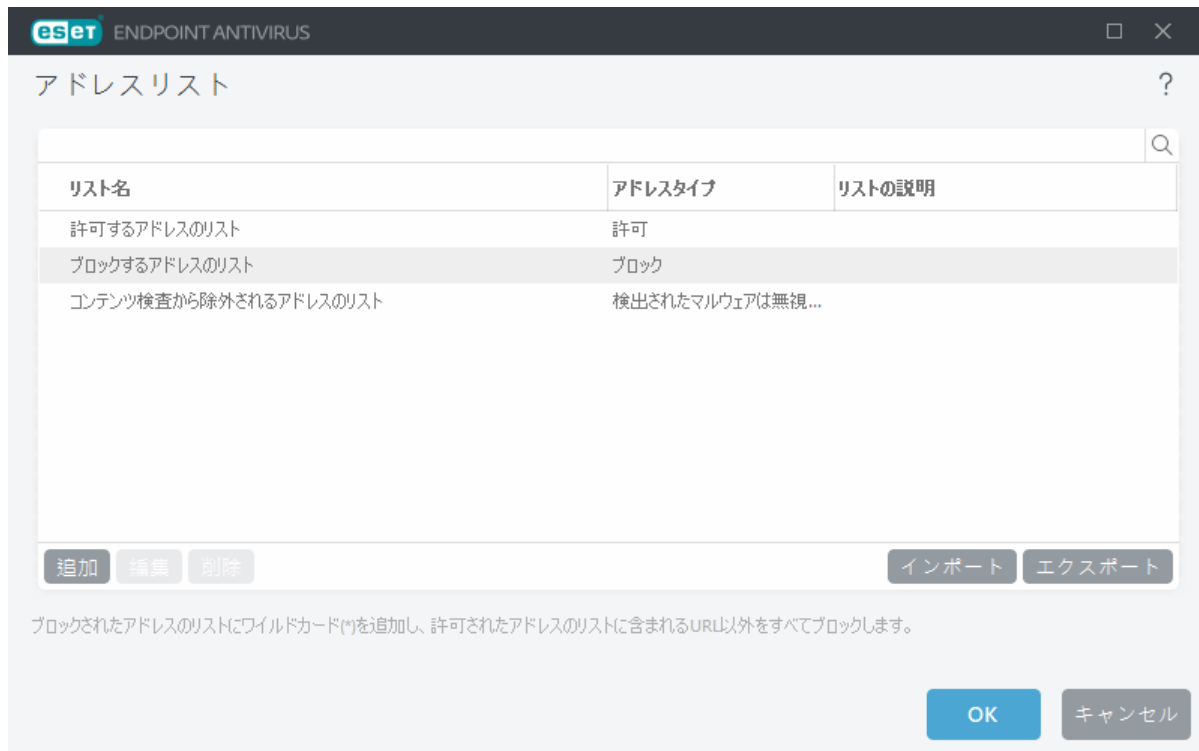 eset ENDPOINT ANTIVIRUS
アドレスリスト
?
リスト名 アドレスタイプ リストの説明
許可するアドレスのリスト 許可
ブロックするアドレスのリスト ブロック
コンテンツ検査から除外されるアドレスのリスト 検出されたマルウェアは無視...
追加 編集 削除 インポート エクスポート
ブロックされたアドレスのリストにワイルドカード(*)を追加し、許可されたアドレスのリストに含まれるURL以外をすべてブロックします。
OK キャンセル